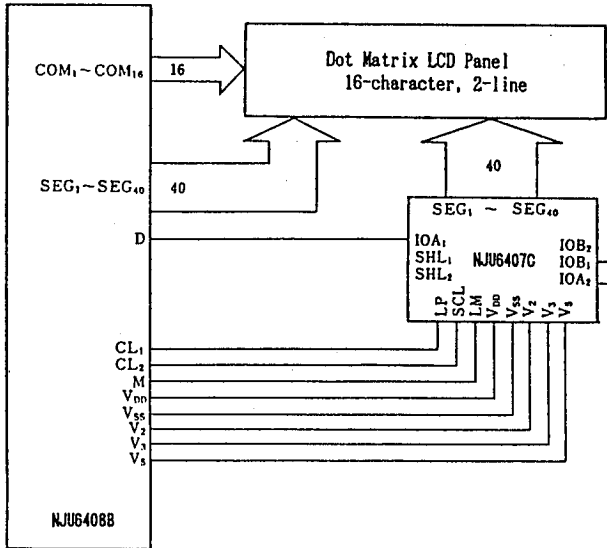 Dot Matrix LCD Panel
16-character, 2-line
COM₁~COM₁₆
16
SEG₁~SEG₄₀
40
40
SEG₁ ~ SEG₄₀
D
IOA₁
SHL₁
SHL₂
NJU6407C
IOB₂
IOB₁
IOA₂
LP
SCL
LM
V_DD
V_SS
V₂
V₃
V₅
CL₁
CL₂
M
V_DD
V_SS
V₂
V₃
V₅
NJU6408B